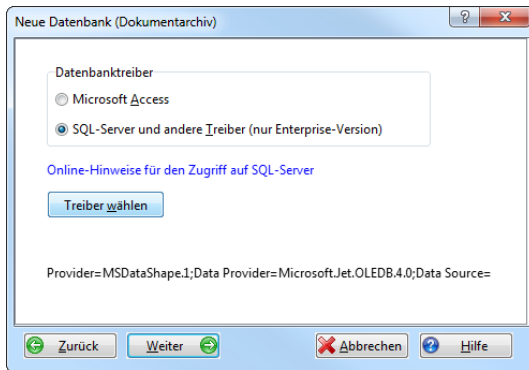 Neue Datenbank (Dokumentarchiv)
Datenbanktreiber
Microsoft Access
SQL-Server und andere Treiber (nur Enterprise-Version)
Online-Hinweise für den Zugriff auf SQL-Server
Treiber wählen
Provider=MSDataShape.1;Data Provider=Microsoft.Jet.OLEDB.4.0;Data Source=
Zurück Weiter Abbrechen ? Hilfe